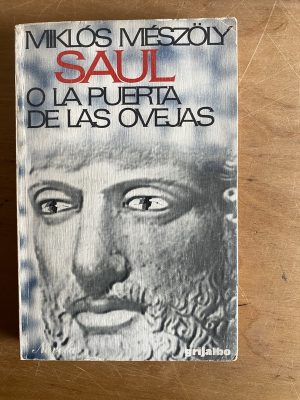 MIKLÓS MÉSZÖLY
SAUL
O LA PUERTA
DE LAS OVEJAS
grijalbo